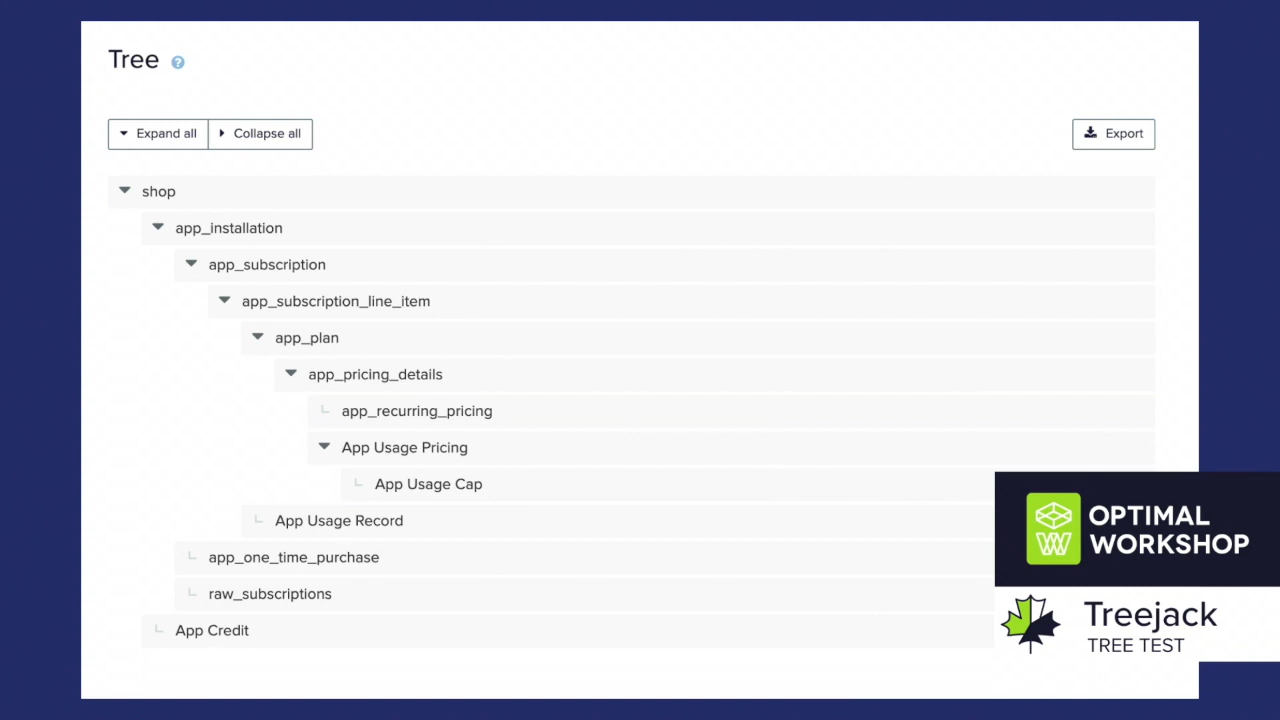 Tree ?
Expand all Collapse all Export
shop
app_installation
app_subscription
app_subscription_line_item
app_plan
app_pricing_details
app_recurring_pricing
App Usage Pricing
App Usage Cap
App Usage Record
app_one_time_purchase
raw_subscriptions
App Credit
OPTIMAL
WORKSHOP
Treejack
TREE TEST